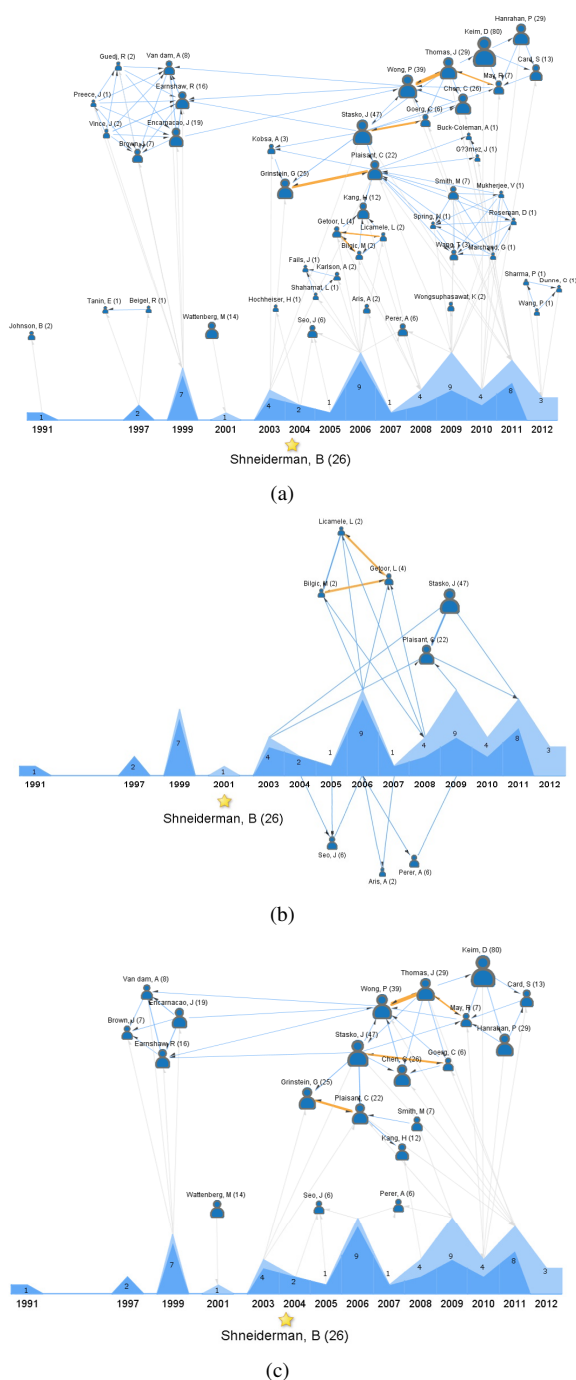 Hanrahan, P (29)
Keim, D (80)
Guedj, R (2)
Van dam, A (8)
Thomas, J (29)
Card, S (13)
Wong, P (39)
Earnshaw, R (16)
May, R (7)
Preece, J (1)
Chen, C (26)
Vince, J (2)
Encarnacao, J (19)
Stasko, J (47)
Goerg, C (6)
Brown, J (7)
Buck-Coleman, A (1)
Kobsa, A (3)
G?3mez, J (1)
Plaisant, C (22)
Grinstein, G (25)
Smith, M (7)
Mukherjee, V (1)
Kang, H (12)
Roseman, D (1)
Getoor, L (4)
Spring, N (1)
Licamele, L (2)
Bilgic, M (2)
Wang, T (3)
Marchand, G (1)
Fails, J (1)
Karlson, A (2)
Sharma, P (1)
Dunne, C (3)
Shahamat, L (1)
Tanin, E (1)
Beigel, R (1)
Hochheiser, H (1)
Aris, A (2)
Wongsuphasawat, K (2)
Wang, P (1)
Johnson, B (2)
Wattenberg, M (14)
Seo, J (6)
Perer, A (6)
1 2 7 1 4 2 1 9 1 4 9 4 8 3
1991 1997 1999 2001 2003 2004 2005 2006 2007 2008 2009 2010 2011 2012
Shneiderman, B (26)
(a)
Licamele, L (2)
Getoor, L (4)
Bilgic, M (2)
Stasko, J (47)
Plaisant, C (22)
1 2 7 1 4 2 1 9 1 4 9 4 8 3
1991 1997 1999 2001 2003 2004 2005 2006 2007 2008 2009 2010 2011 2012
Shneiderman, B (26)
Seo, J (6)
Aris, A (2)
Perer, A (6)
(b)
Keim, D (80)
Van dam, A (8)
Thomas, J (29)
Card, S (13)
Wong, P (39)
Encarnacao, J (19)
May, R (7)
Brown, J (7)
Hanrahan, P (29)
Stasko, J (47)
Earnshaw, R (16)
Goerg, C (6)
Chen, C (26)
Grinstein, G (25)
Plaisant, C (22)
Smith, M (7)
Kang, H (12)
Wattenberg, M (14)
Seo, J (6)
Perer, A (6)
1 2 7 1 4 2 1 9 1 4 9 4 8 3
1991 1997 1999 2001 2003 2004 2005 2006 2007 2008 2009 2010 2011 2012
Shneiderman, B (26)
(c)